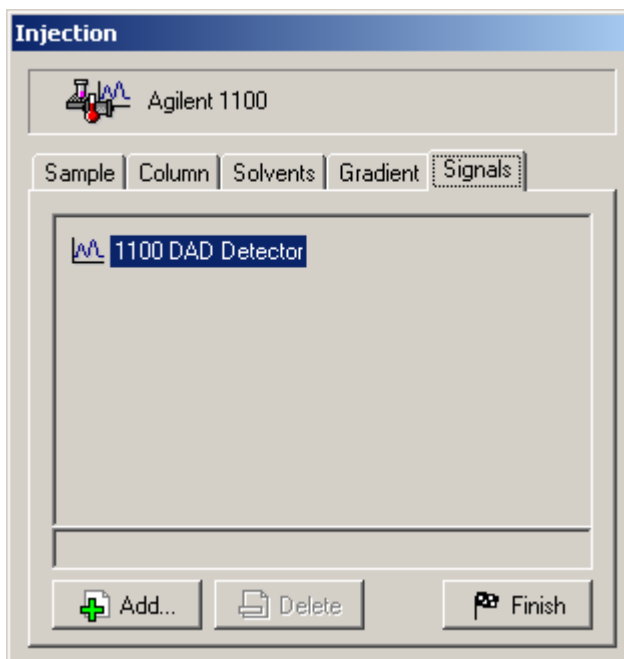 Injection
Agilent 1100
Sample Column Solvents Gradient Signals
1100 DAD Detector
Add... Delete Finish